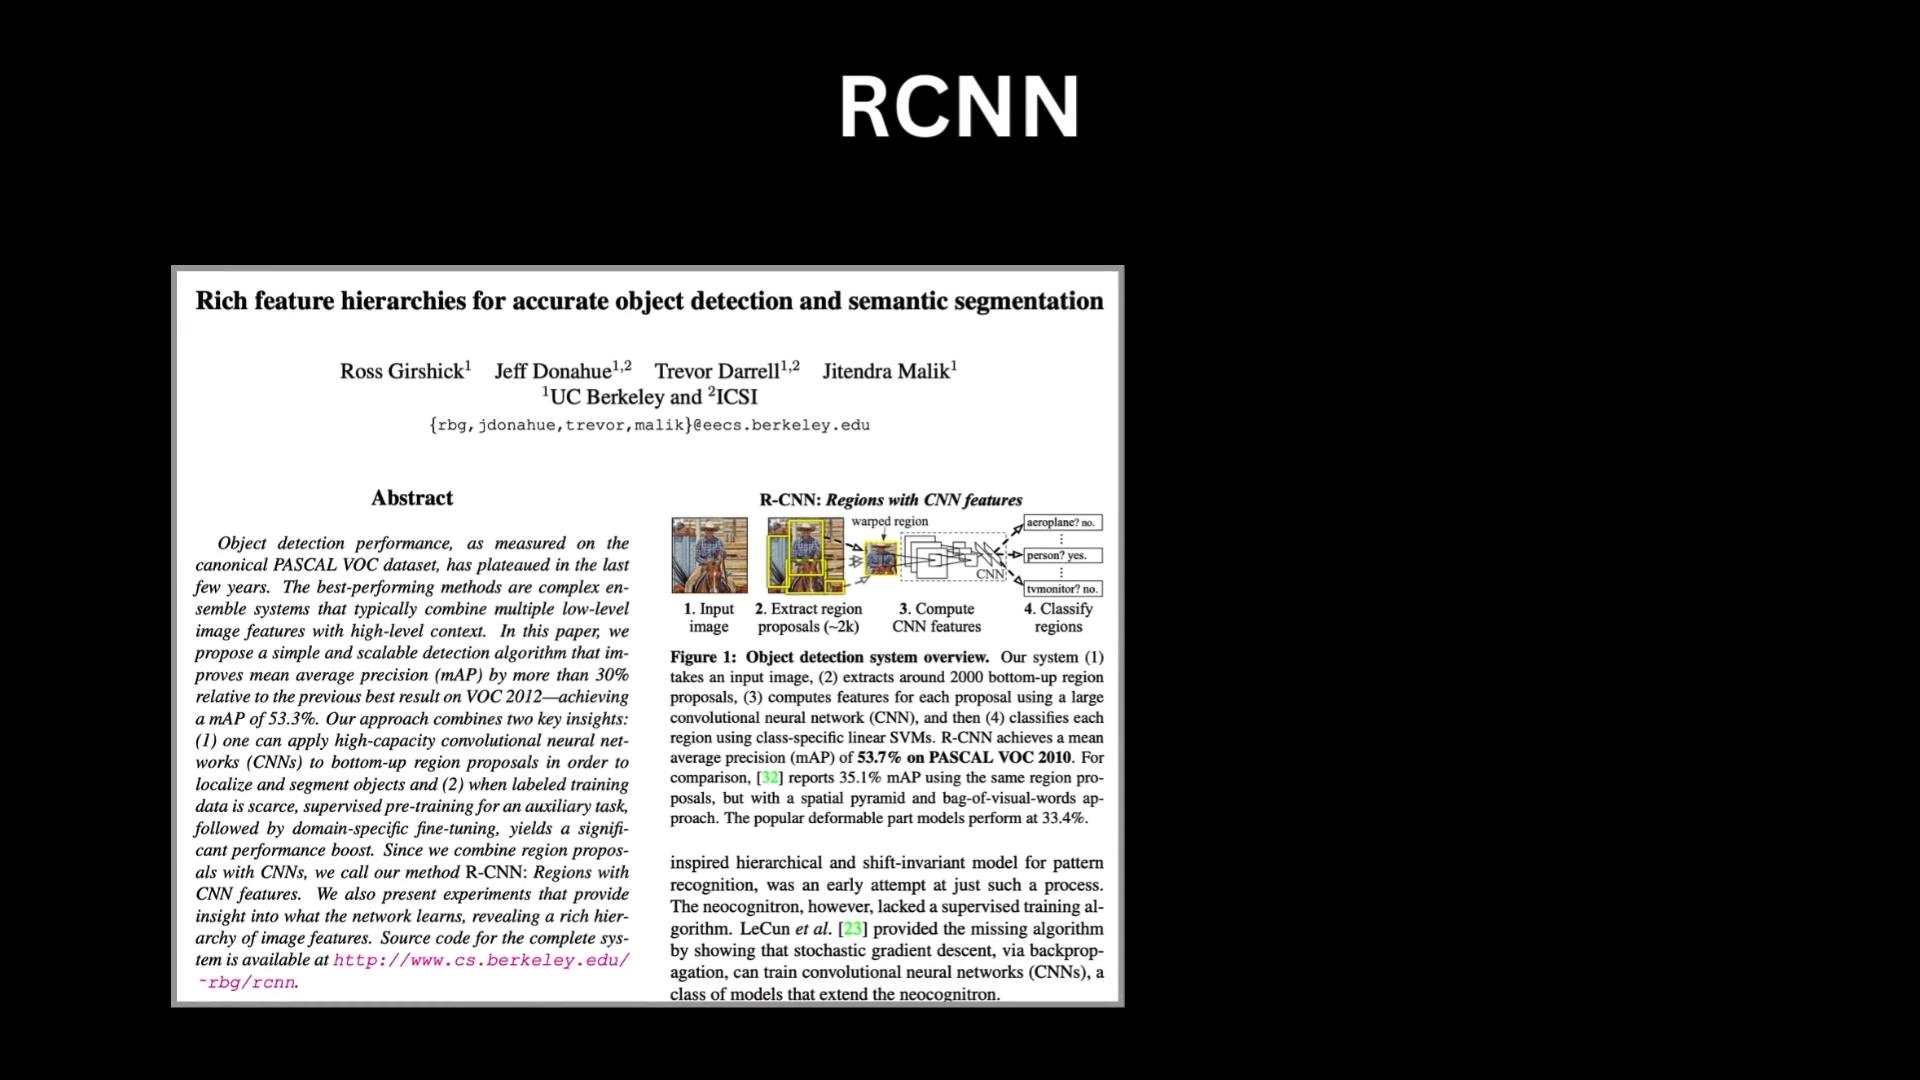 RCNN
Rich feature hierarchies for accurate object detection and semantic segmentation
Ross Girshick¹ Jeff Donahue¹,² Trevor Darrell¹,² Jitendra Malik¹
¹UC Berkeley and ²ICSI
{rbg,jdonahue,trevor,malik}@eecs.berkeley.edu
Abstract
Object detection performance, as measured on the
canonical PASCAL VOC dataset, has plateaued in the last
few years. The best-performing methods are complex en-
semble systems that typically combine multiple low-level
image features with high-level context. In this paper, we
propose a simple and scalable detection algorithm that im-
proves mean average precision (mAP) by more than 30%
relative to the previous best result on VOC 2012—achieving
a mAP of 53.3%. Our approach combines two key insights:
(1) one can apply high-capacity convolutional neural net-
works (CNNs) to bottom-up region proposals in order to
localize and segment objects and (2) when labeled training
data is scarce, supervised pre-training for an auxiliary task,
followed by domain-specific fine-tuning, yields a signifi-
cant performance boost. Since we combine region propos-
als with CNNs, we call our method R-CNN: Regions with
CNN features. We also present experiments that provide
insight into what the network learns, revealing a rich hier-
archy of image features. Source code for the complete sys-
tem is available at http://www.cs.berkeley.edu/
~rbg/rcnn.
R-CNN: Regions with CNN features
warped region
aeroplane? no.
person? yes.
CNN
tvmonitor? no.
1. Input
image
2. Extract region
proposals (~2k)
3. Compute
CNN features
4. Classify
regions
Figure 1: Object detection system overview. Our system (1)
takes an input image, (2) extracts around 2000 bottom-up region
proposals, (3) computes features for each proposal using a large
convolutional neural network (CNN), and then (4) classifies each
region using class-specific linear SVMs. R-CNN achieves a mean
average precision (mAP) of 53.7% on PASCAL VOC 2010. For
comparison, [32] reports 35.1% mAP using the same region pro-
posals, but with a spatial pyramid and bag-of-visual-words ap-
proach. The popular deformable part models perform at 33.4%.
inspired hierarchical and shift-invariant model for pattern
recognition, was an early attempt at just such a process.
The neocognitron, however, lacked a supervised training al-
gorithm. LeCun et al. [23] provided the missing algorithm
by showing that stochastic gradient descent, via backprop-
agation, can train convolutional neural networks (CNNs), a
class of models that extend the neocognitron.